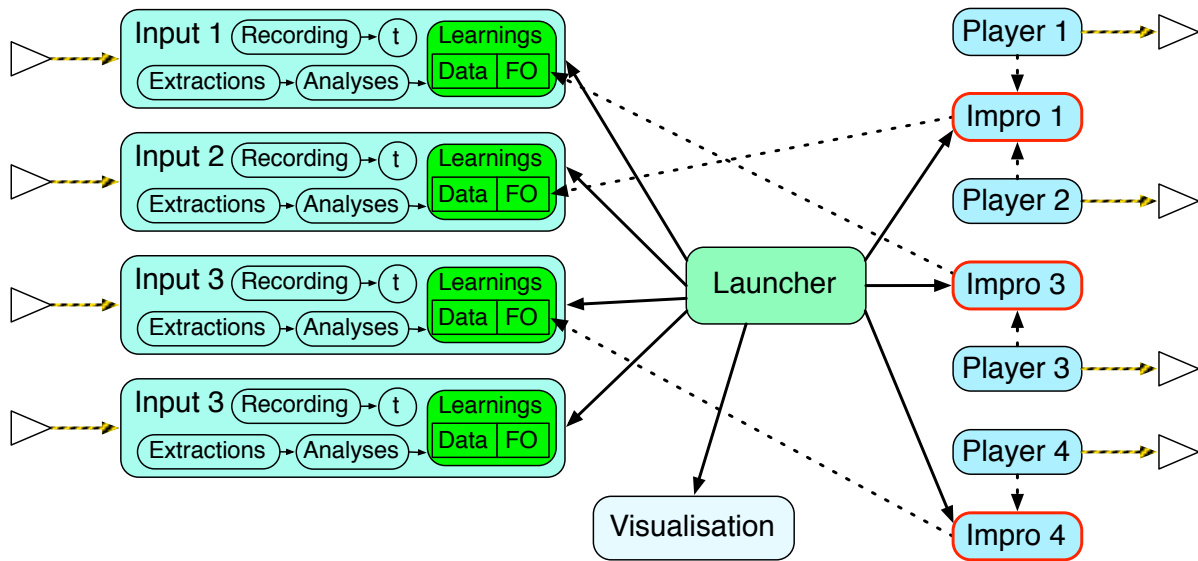 Input 1
Recording
t
Learnings
Extractions
Analyses
Data
FO
Input 2
Recording
t
Learnings
Extractions
Analyses
Data
FO
Input 3
Recording
t
Learnings
Extractions
Analyses
Data
FO
Input 3
Recording
t
Learnings
Extractions
Analyses
Data
FO
Launcher
Visualisation
Player 1
Impro 1
Player 2
Impro 3
Player 3
Player 4
Impro 4